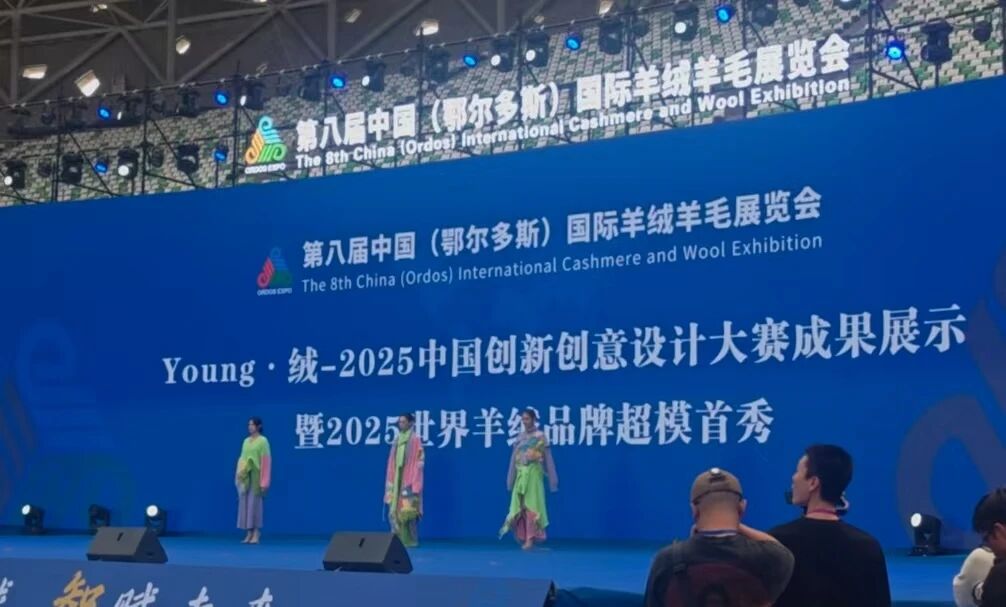 第八届中国（鄂尔多斯）国际羊绒羊毛展览会
The 8th China (Ordos) International Cashmere and Wool Exhibition
ORDOS EXPO
第八届中国（鄂尔多斯）国际羊绒羊毛展览会
The 8th China (Ordos) International Cashmere and Wool Exhibition
ORDOS EXPO
Young·绒-2025中国创新创意设计大赛成果展示
暨2025世界羊绒品牌超模首秀
智赋未来